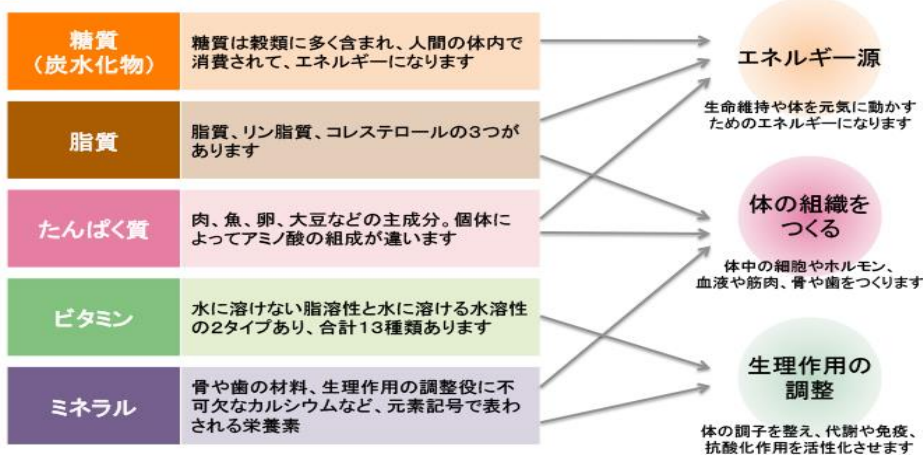 糖質
（炭水化物）
糖質は穀類に多く含まれ、人間の体内で
消費されて、エネルギーになります
脂質
脂質、リン脂質、コレステロールの３つが
あります
たんぱく質
肉、魚、卵、大豆などの主成分。個体に
よってアミノ酸の組成が違います
ビタミン
水に溶けない脂溶性と水に溶ける水溶性
の２タイプあり、合計１３種類あります
ミネラル
骨や歯の材料、生理作用の調整役に不
可欠なカルシウムなど、元素記号で表わ
される栄養素
エネルギー源
生命維持や体を元気に動かす
ためのエネルギーになります
体の組織を
つくる
体中の細胞やホルモン、
血液や筋肉、骨や歯をつくります
生理作用の
調整
体の調子を整え、代謝や免疫、
抗酸化作用を活性化させます